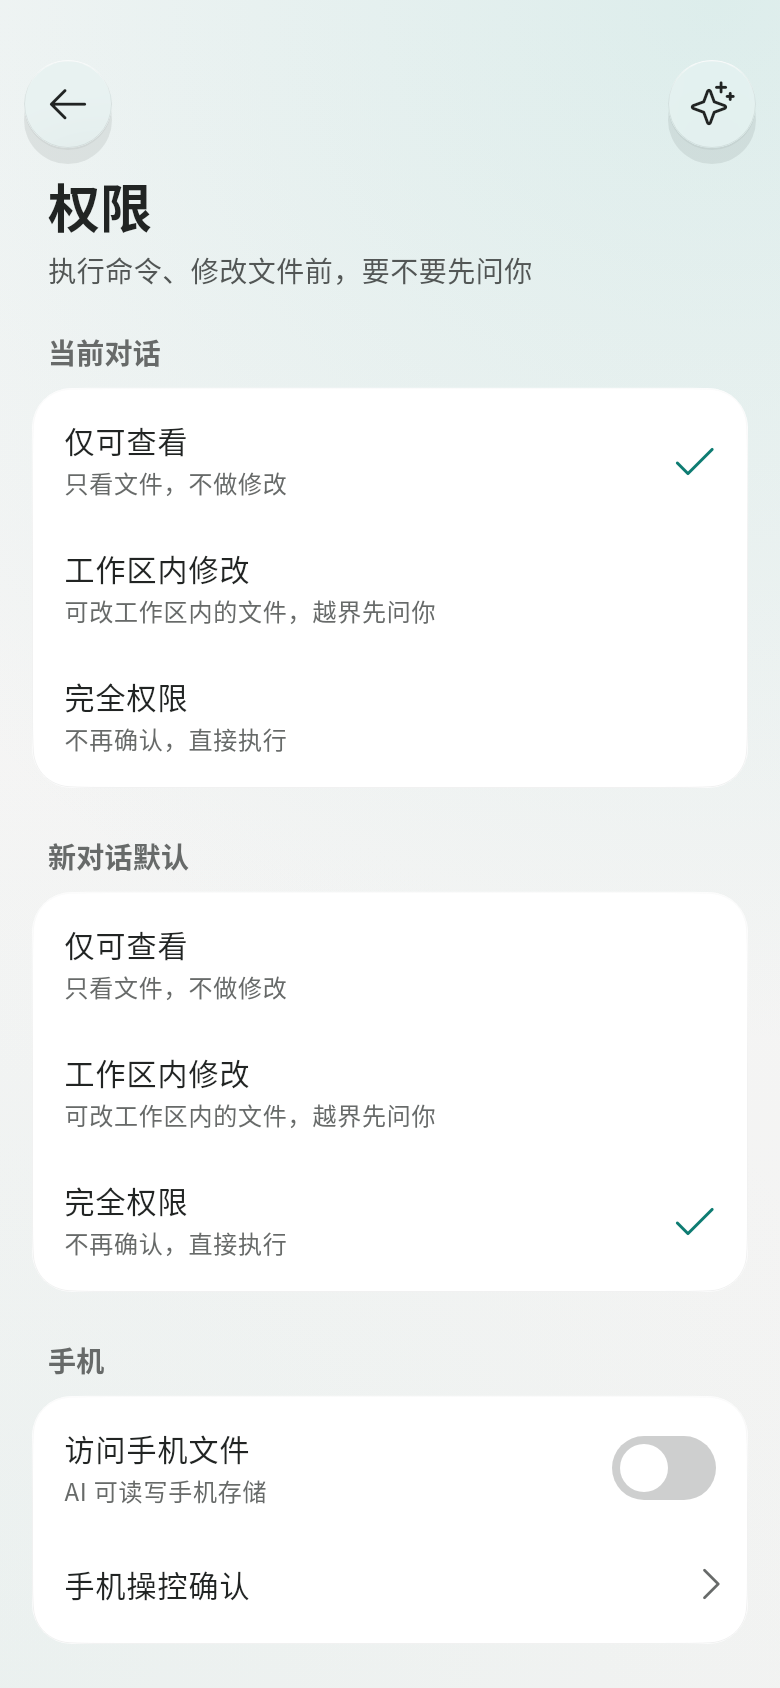 权限
执行命令、修改文件前，要不要先问你
当前对话
仅可查看
只看文件，不做修改
工作区内修改
可改工作区内的文件，越界先问你
完全权限
不再确认，直接执行
新对话默认
仅可查看
只看文件，不做修改
工作区内修改
可改工作区内的文件，越界先问你
完全权限
不再确认，直接执行
手机
访问手机文件
AI 可读写手机存储
手机操控确认